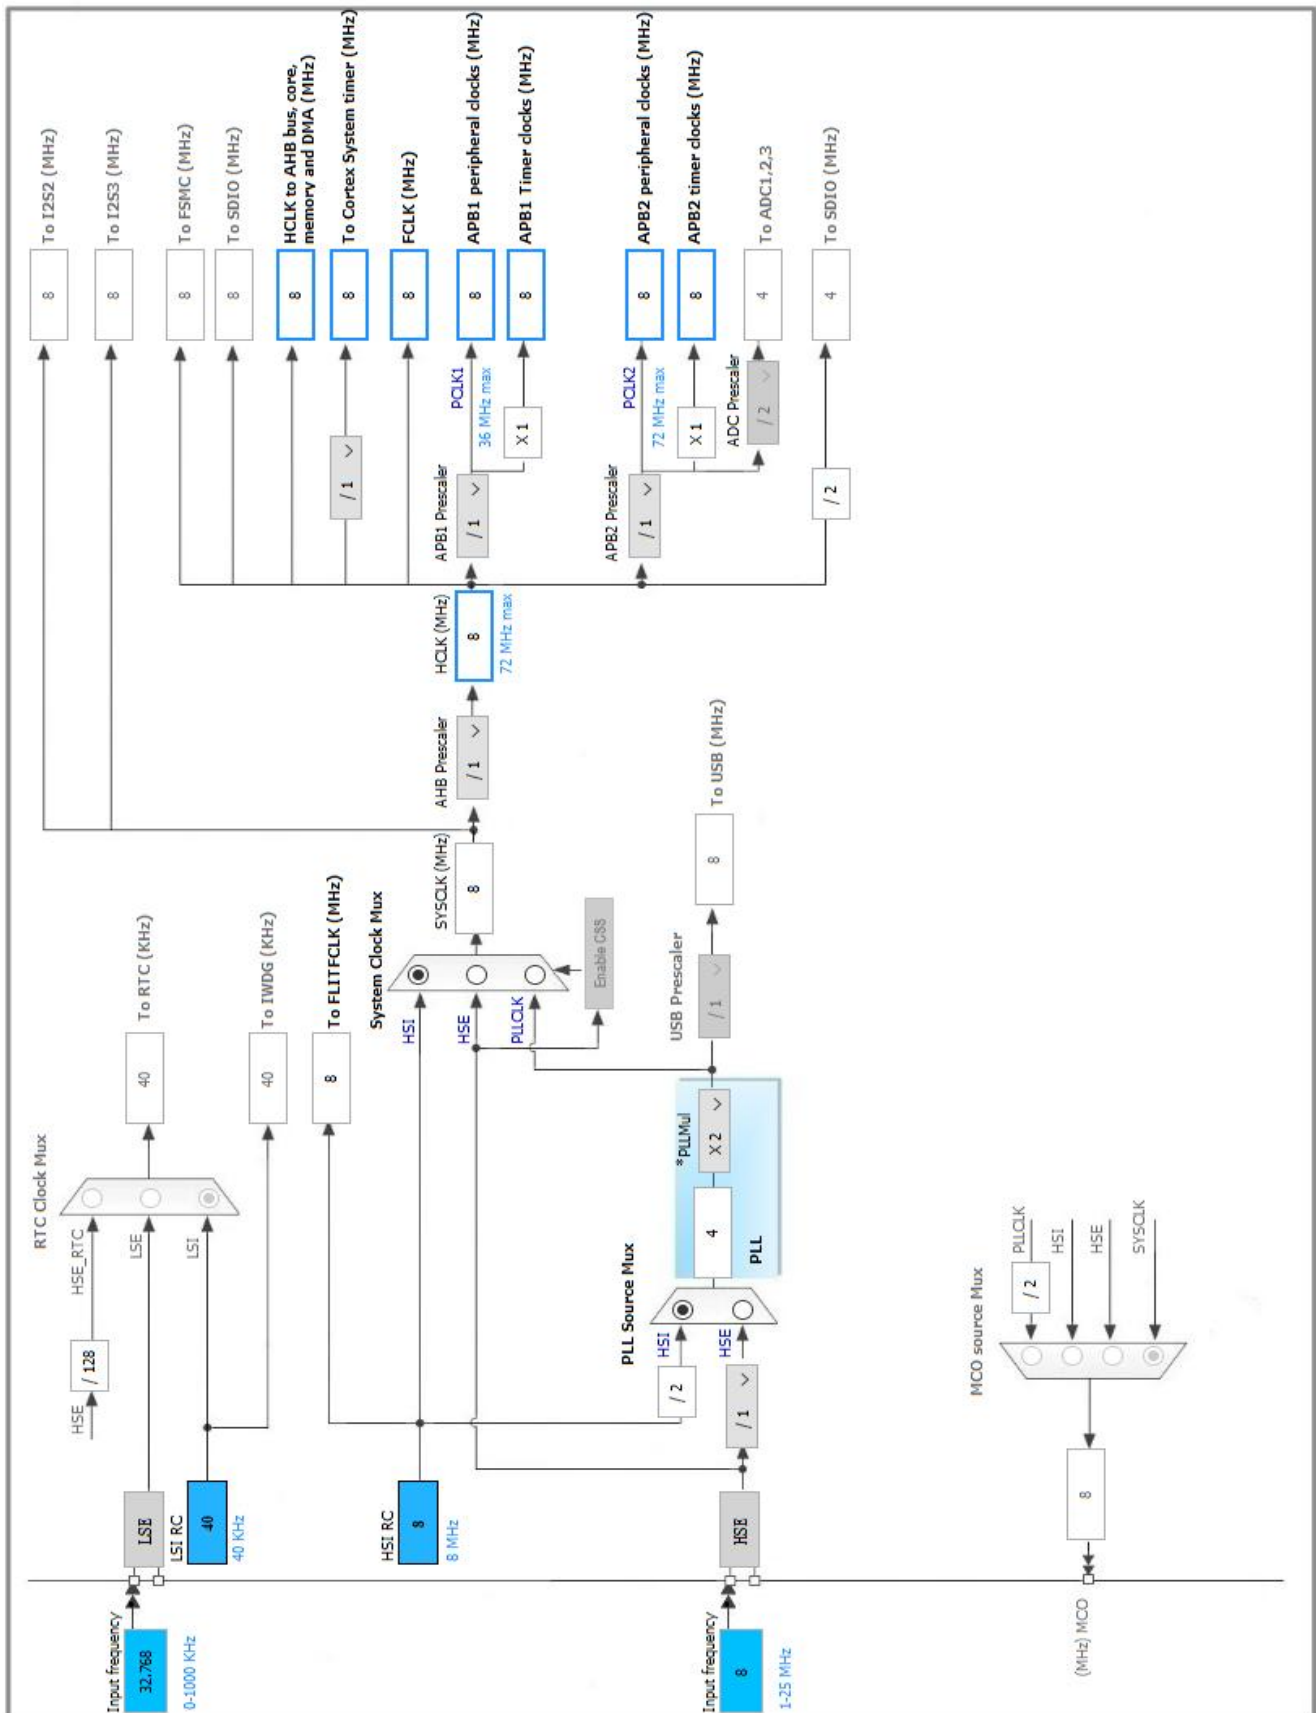 Input frequency
32.768
0-1000 KHz
LSE
LSI RC
40
40 KHz
HSE
/ 128
HSE_RTC
LSE
LSI
RTC Clock Mux
40
To RTC (KHz)
40
To IWDG (KHz)
8
To FLITFCLK (MHz)
HSI RC
8
8 MHz
Input frequency
8
1-25 MHz
HSE
/ 2
/ 1
HSI
HSE
PLL Source Mux
4
PLL
*PLLMul
X 2
USB Prescaler
/ 1
8
To USB (MHz)
System Clock Mux
HSI
HSE
PLLCLK
Enable CSS
SYSCLK (MHz)
8
AHB Prescaler
/ 1
HCLK (MHz)
8
72 MHz max
8
To I2S2 (MHz)
8
To I2S3 (MHz)
8
To FSMC (MHz)
8
To SDIO (MHz)
8
HCLK to AHB bus, core,
memory and DMA (MHz)
/ 1
8
To Cortex System timer (MHz)
8
FCLK (MHz)
APB1 Prescaler
/ 1
PCLK1
36 MHz max
8
APB1 peripheral clocks (MHz)
X 1
8
APB1 Timer clocks (MHz)
APB2 Prescaler
/ 1
PCLK2
72 MHz max
8
APB2 peripheral clocks (MHz)
X 1
8
APB2 timer clocks (MHz)
ADC Prescaler
/ 2
4
To ADC1,2,3
/ 2
4
To SDIO (MHz)
MCO source Mux
/ 2
PLLCLK
HSI
HSE
SYSCLK
8
(MHz) MCO